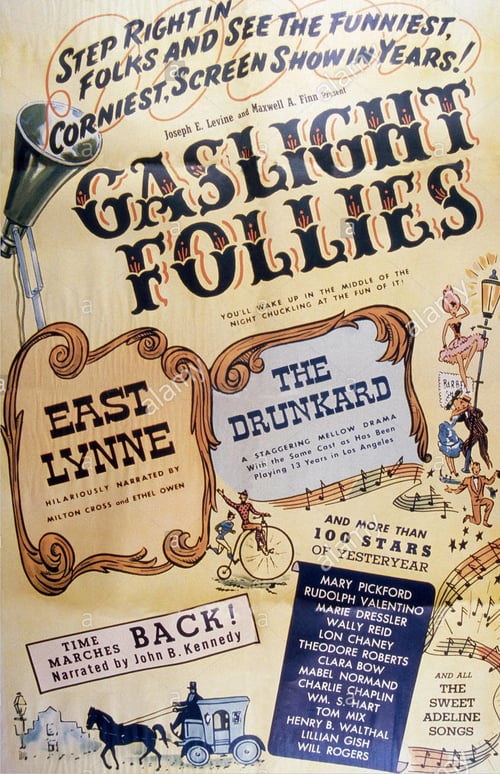 STEP RIGHT IN
FOLKS AND SEE THE FUNNIEST,
CORNIEST, SCREEN SHOW IN YEARS!
Joseph E. Levine and Maxwell A. Finn Present
GASLIGHT
FOLLIES
YOU'LL WAKE UP IN THE MIDDLE OF THE
NIGHT CHUCKLING AT THE FUN OF IT!
EAST
LYNNE
HILARIOUSLY NARRATED BY
MILTON CROSS and ETHEL OWEN
THE
DRUNKARD
A STAGGERING MELLOW DRAMA
With the Same Cast as Has Been
Playing 13 Years in Los Angeles
AND MORE THAN
100 STARS
OF YESTERYEAR
MARY PICKFORD
RUDOLPH VALENTINO
MARIE DRESSLER
WALLY REID
LON CHANEY
THEODORE ROBERTS
CLARA BOW
MABEL NORMAND
CHARLIE CHAPLIN
WM. S. HART
TOM MIX
HENRY B. WALTHAL
LILLIAN GISH
WILL ROGERS
TIME
MARCHES BACK!
Narrated by John B. Kennedy
AND ALL
THE
SWEET
ADELINE
SONGS
alamy